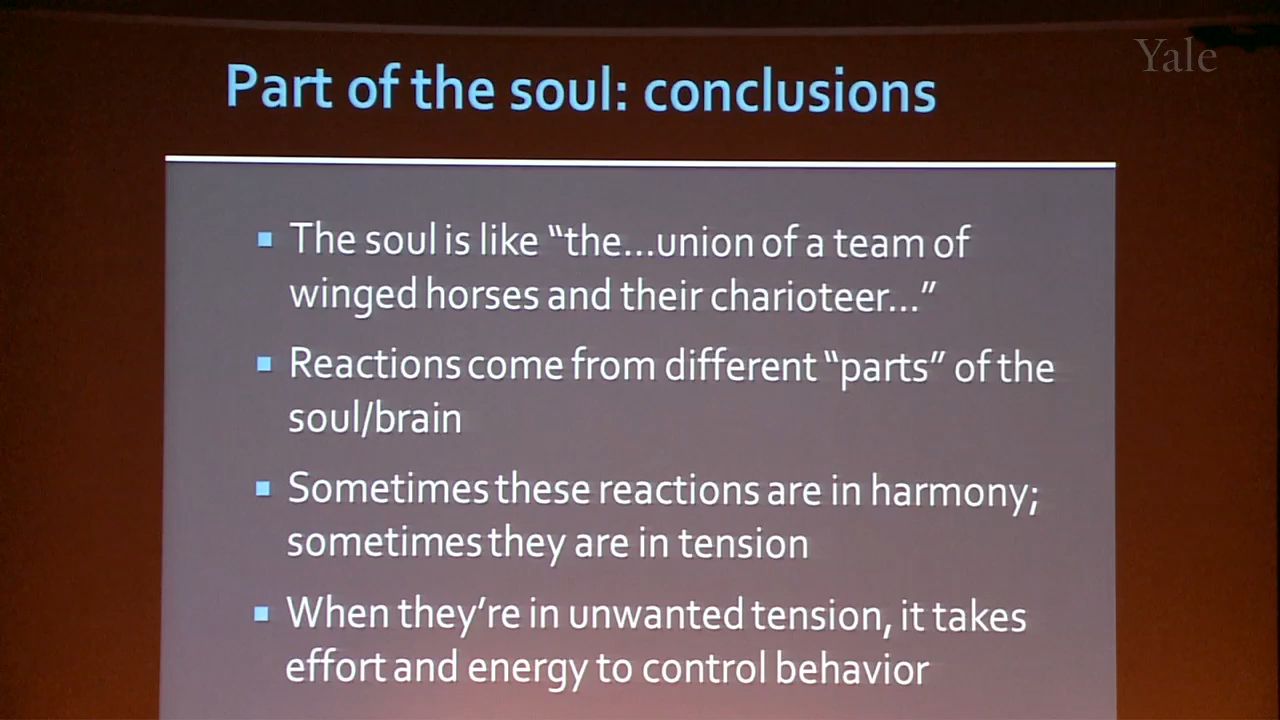 Yale
Part of the soul: conclusions
The soul is like “the...union of a team of
winged horses and their charioteer...”
Reactions come from different “parts” of the
soul/brain
Sometimes these reactions are in harmony;
sometimes they are in tension
When they’re in unwanted tension, it takes
effort and energy to control behavior